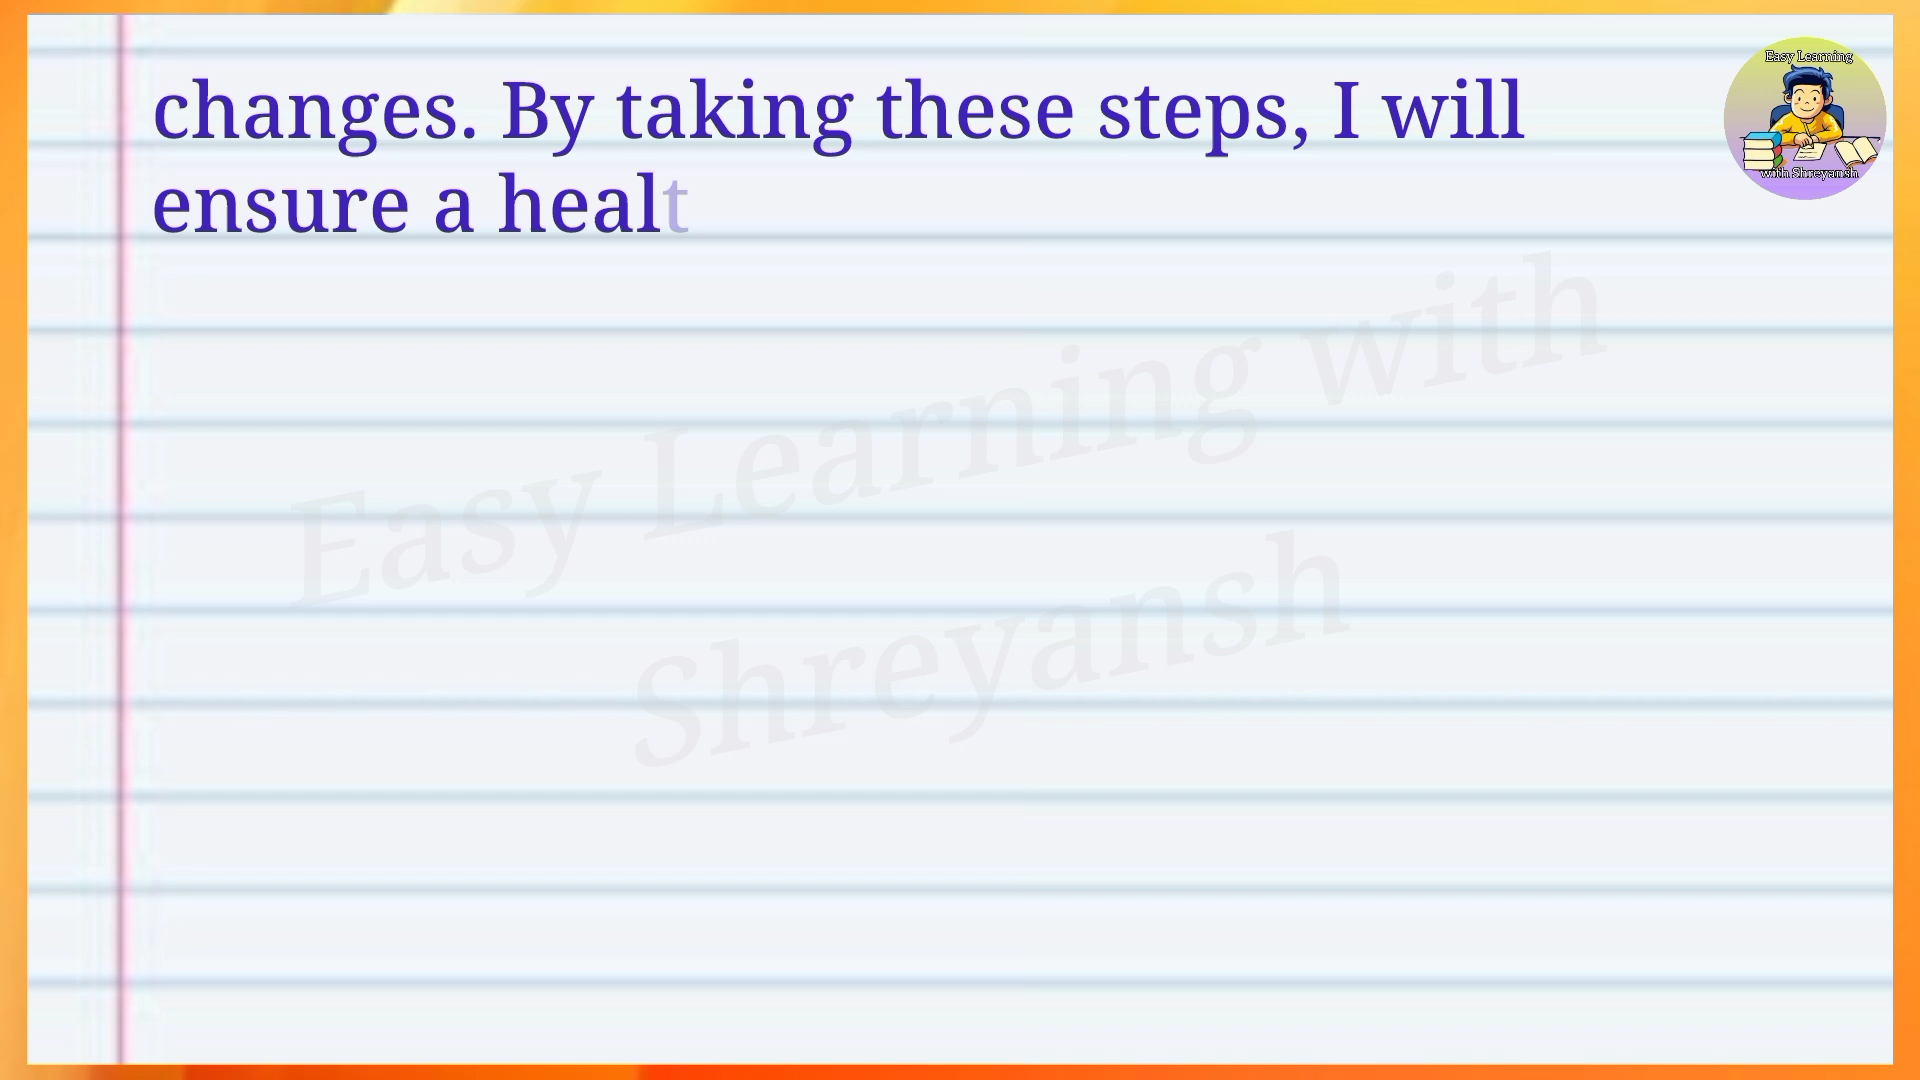 changes. By taking these steps, I will
ensure a healt
Easy Learning
with Shreyansh
Easy Learning with
Shreyansh